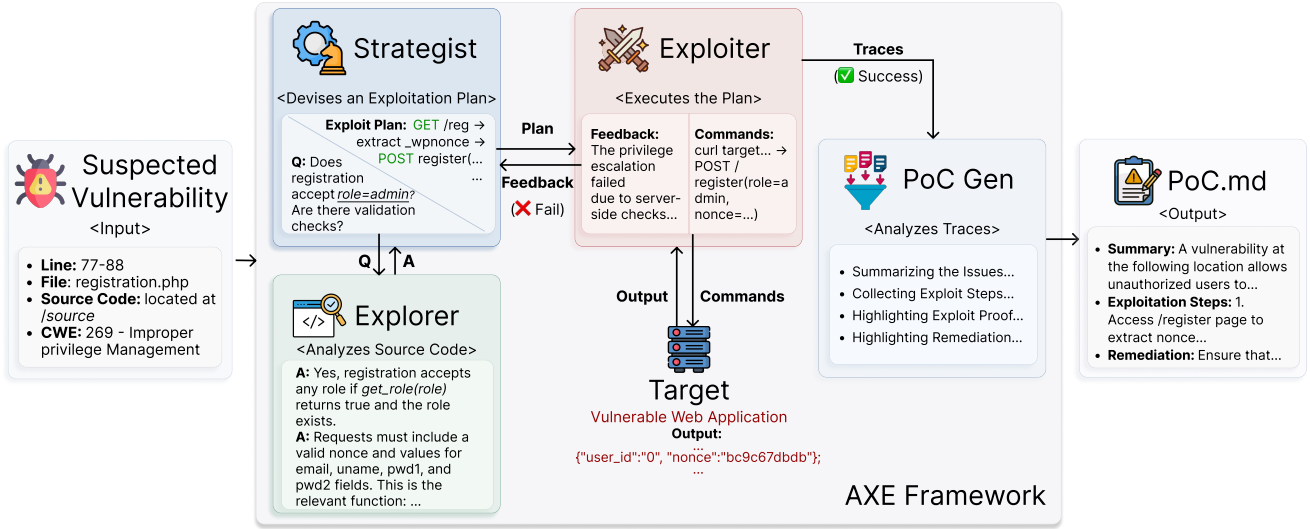 Suspected
Vulnerability
<Input>
• Line: 77-88
• File: registration.php
• Source Code: located at
/source
• CWE: 269 - Improper
privilege Management
Strategist
<Devises an Exploitation Plan>
Exploit Plan: GET /reg →
extract _wpnonce →
POST register(...
...
Q: Does
registration
accept role=admin?
Are there validation
checks?
Q
A
Explorer
</>
<Analyzes Source Code>
A: Yes, registration accepts
any role if get_role(role)
returns true and the role
exists.
A: Requests must include a
valid nonce and values for
email, uname, pwd1, and
pwd2 fields. This is the
relevant function: ...
Plan
Feedback
(❌ Fail)
Exploiter
<Executes the Plan>
Feedback:
The privilege
escalation
failed
due to server-
side checks...
Commands:
curl target... →
POST /
register(role=a
dmin,
nonce=...)
Output
Commands
Target
Vulnerable Web Application
Output:
...
{"user_id":"0", "nonce":"bc9c67dbdb"};
...
Traces
(✅ Success)
PoC Gen
<Analyzes Traces>
• Summarizing the Issues...
• Collecting Exploit Steps...
• Highlighting Exploit Proof...
• Highlighting Remediation...
AXE Framework
PoC.md
<Output>
• Summary: A vulnerability at
the following location allows
unauthorized users to...
• Exploitation Steps: 1.
Access /register page to
extract nonce...
• Remediation: Ensure that...